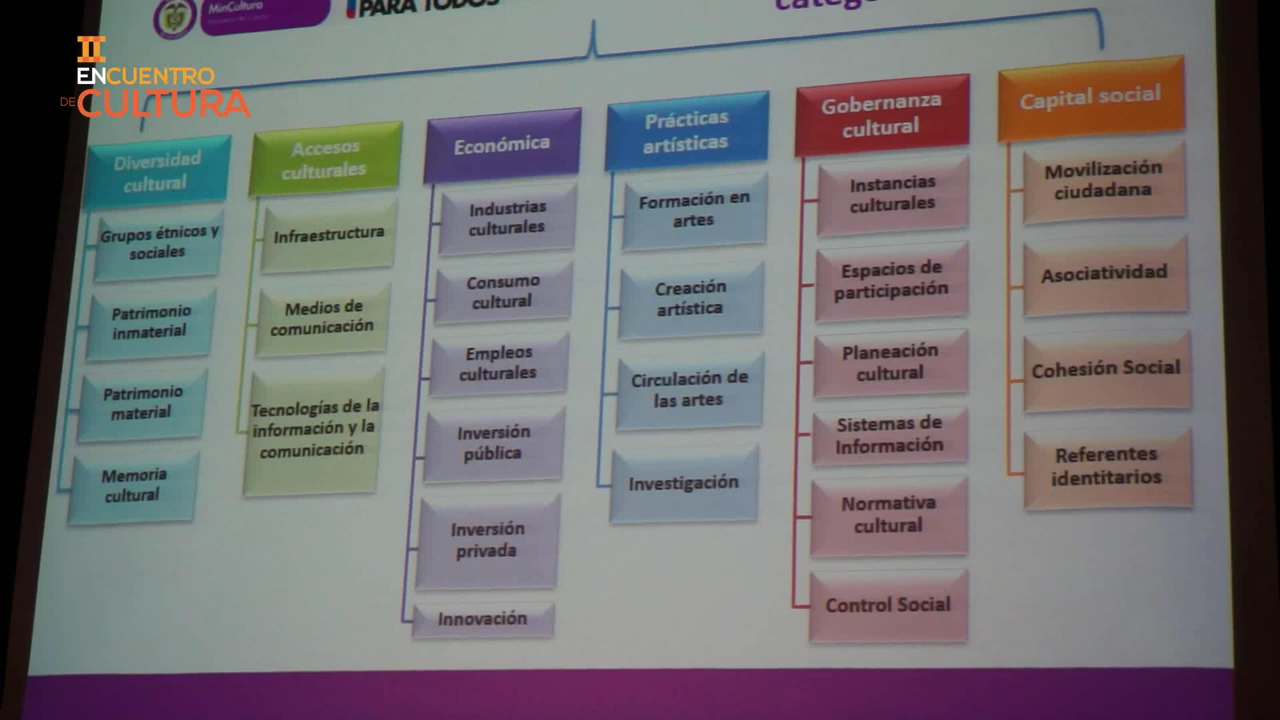 MinCultura
PARA TODOS
II
ENCUENTRO
DE CULTURA
Diversidad
cultural
Grupos étnicos y
sociales
Patrimonio
inmaterial
Patrimonio
material
Memoria
cultural
Accesos
culturales
Infraestructura
Medios de
comunicación
Tecnologías de la
información y la
comunicación
Económica
Industrias
culturales
Consumo
cultural
Empleos
culturales
Inversión
pública
Inversión
privada
Innovación
Prácticas
artísticas
Formación en
artes
Creación
artística
Circulación de
las artes
Investigación
Gobernanza
cultural
Instancias
culturales
Espacios de
participación
Planeación
cultural
Sistemas de
Información
Normativa
cultural
Control Social
Capital social
Movilización
ciudadana
Asociatividad
Cohesión Social
Referentes
identitarios